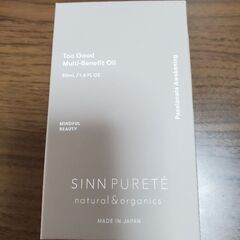 Too Good
Multi-Benefit Oil
50mL / 1.6 FL OZ
Passionate Awakening
MINDFUL
BEAUTY
SINN PURETÉ
natural & organics
MADE IN JAPAN